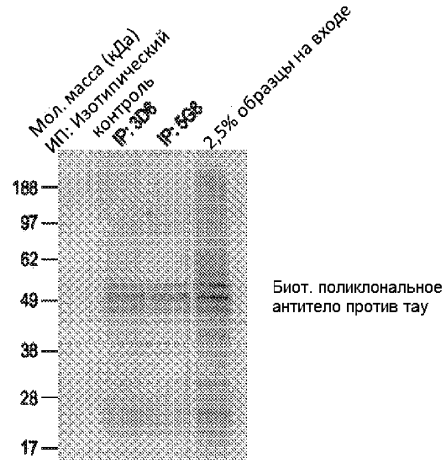 Мол. масса (кДа)
ИП: Изотипический
контроль
IP: 3D6
IP: 5G8
2,5% образцы на входе
188
97
62
49
38
28
17
Биот. поликлональное
антитело против тау